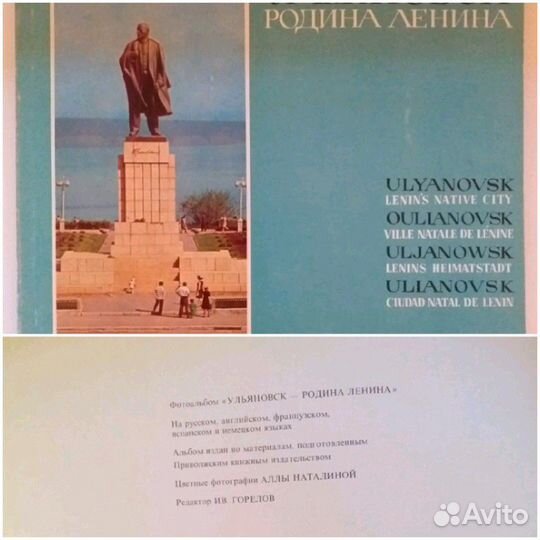 РОДИНА ЛЕНИНА
ULYANOVSK
LENIN'S NATIVE CITY
OULIANOVSK
VILLE NATALE DE LÉNINE
ULJANOWSK
LENINS HEIMATSTADT
ULIANOVSK
CIUDAD NATAL DE LENIN
Фотоальбом «УЛЬЯНОВСК — РОДИНА ЛЕНИНА»
На русском, английском, французском,
испанском и немецком языках
Альбом издан по материалам, подготовленным
Приволжским книжным издательством
Цветные фотографии АЛЛЫ НАТАЛИНОЙ
Редактор ИВ. ГОРЕЛОВ
Avito